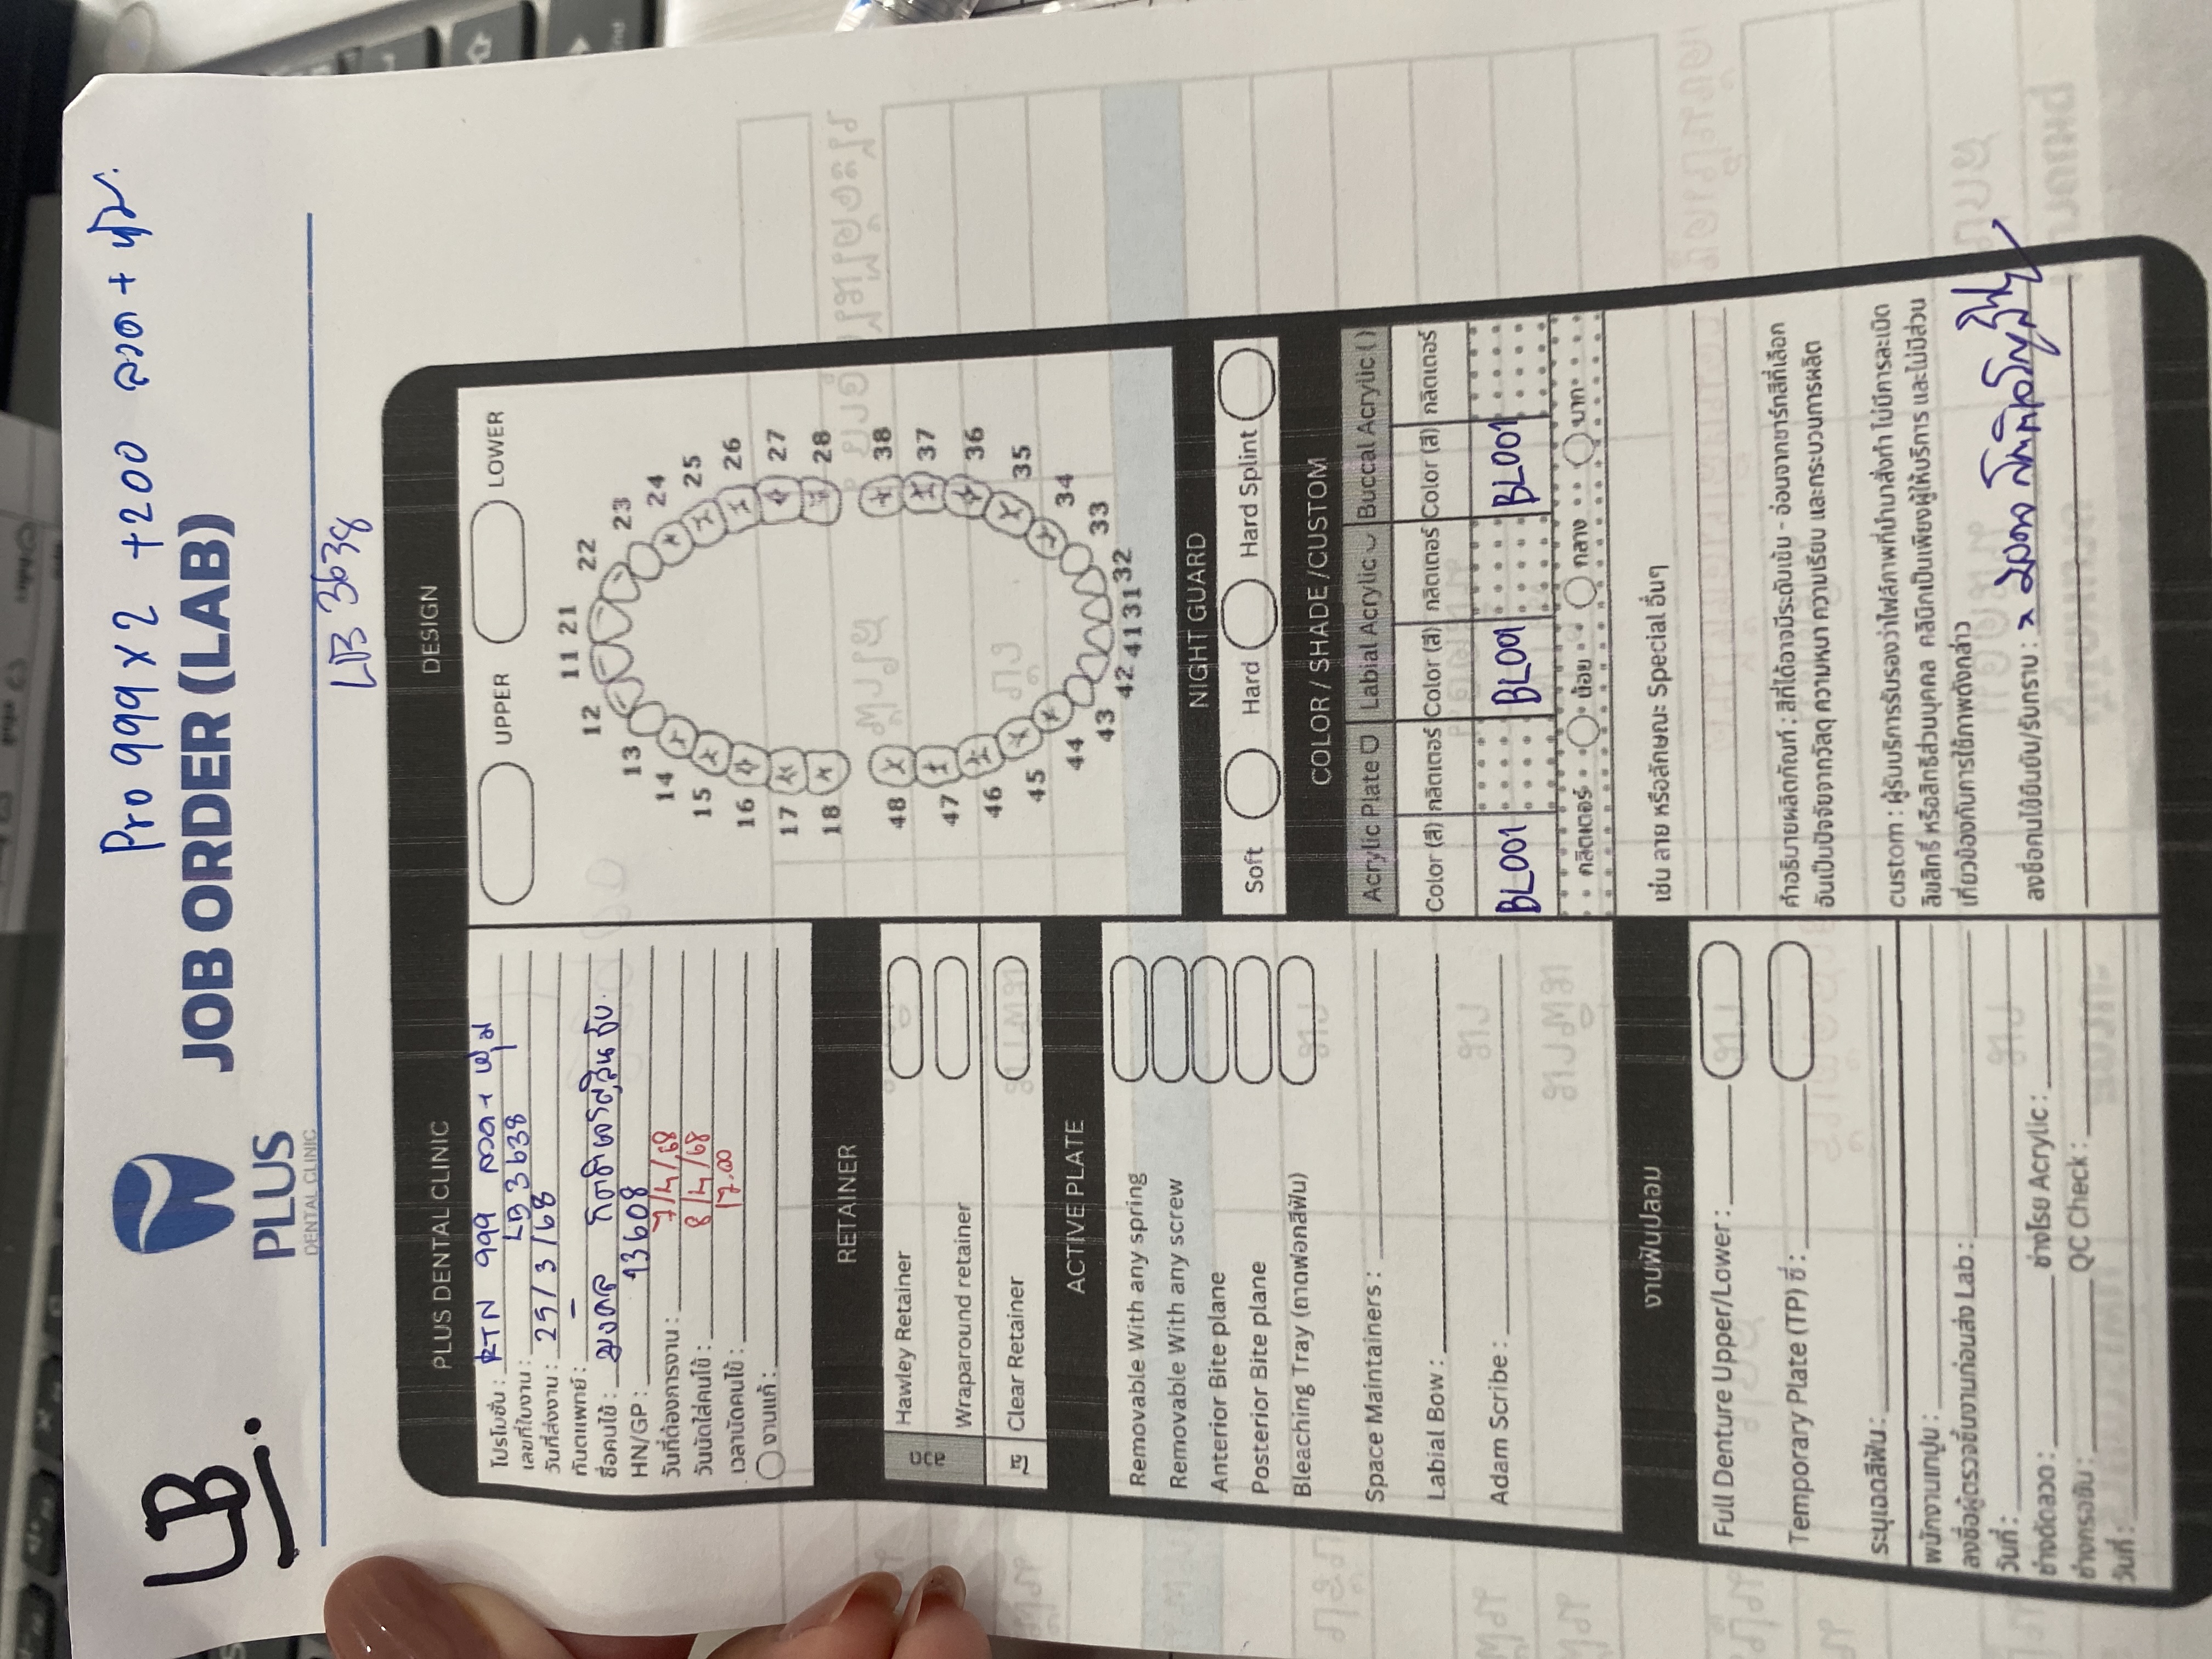 Pro 999 x 2 +200 ลวด + หุ้ม
LB.
JOB ORDER (LAB)
PLUS
DENTAL CLINIC
LB 3638
PLUS DENTAL CLINIC
โปรโมชั่น : RTN 999 ลวด + หุ้ม
เลขที่ใบงาน : LB 3638
วันที่ส่งงาน : 25/3/68
ทันตแพทย์ : -
ชื่อคนไข้ : มงคล
HN/GP : 13608
วันที่ต้องการงาน : 7/4/68
วันนัดใส่คนไข้ : 8/4/68
เวลานัดคนไข้ : 17.00
งานแก้ :
RETAINER
ลวด
Hawley Retainer
Wraparound retainer
ใส
Clear Retainer
ACTIVE PLATE
Removable With any spring
Removable With any screw
Anterior Bite plane
Posterior Bite plane
Bleaching Tray (ถาดฟอกสีฟัน)
Space Maintainers :
Labial Bow :
Adam Scribe :
งานฟันปลอม
Full Denture Upper/Lower :
Temporary Plate (TP) ซี่ :
ระบุเฉดสีฟัน :
พนักงานเทปูน :
ลงชื่อผู้ตรวจชิ้นงานก่อนส่ง Lab :
วันที่ :
ช่างดัดลวด : ช่างโรย Acrylic :
ช่างกรอขัด : QC Check :
วันที่ :
DESIGN
UPPER LOWER
11 21
12 22
13 23
14 24
15 25
16 26
17 27
18 28
48 38
47 37
46 36
45 35
44 34
43 33
42 41 31 32
NIGHT GUARD
Soft Hard Hard Splint
COLOR / SHADE /CUSTOM
Acrylic Plate Labial Acrylic Buccal Acrylic ( )
Color (สี) กลิตเตอร์ Color (สี) กลิตเตอร์ Color (สี) กลิตเตอร์
BL001 BL001 BL001
กลิตเตอร์ น้อย กลาง มาก
เช่น ลาย หรือลักษณะ Special อื่นๆ
คำอธิบายผลิตภัณฑ์ : สีที่ได้อาจมีระดับเข้ม - อ่อนจากชาร์ทสีที่เลือก
อันเป็นปัจจัยจากวัสดุ ความหนา ความเรียบ และกระบวนการผลิต
custom : ผู้รับบริการรับรองว่าไฟล์ภาพที่นำมาสั่งทำ ไม่มีการละเมิด
ลิขสิทธิ์ หรือสิทธิส่วนบุคคล คลินิกเป็นเพียงผู้ให้บริการ และไม่มีส่วน
เกี่ยวข้องกับการใช้ภาพดังกล่าว
ลงชื่อคนไข้ยืนยัน/รับทราบ : x